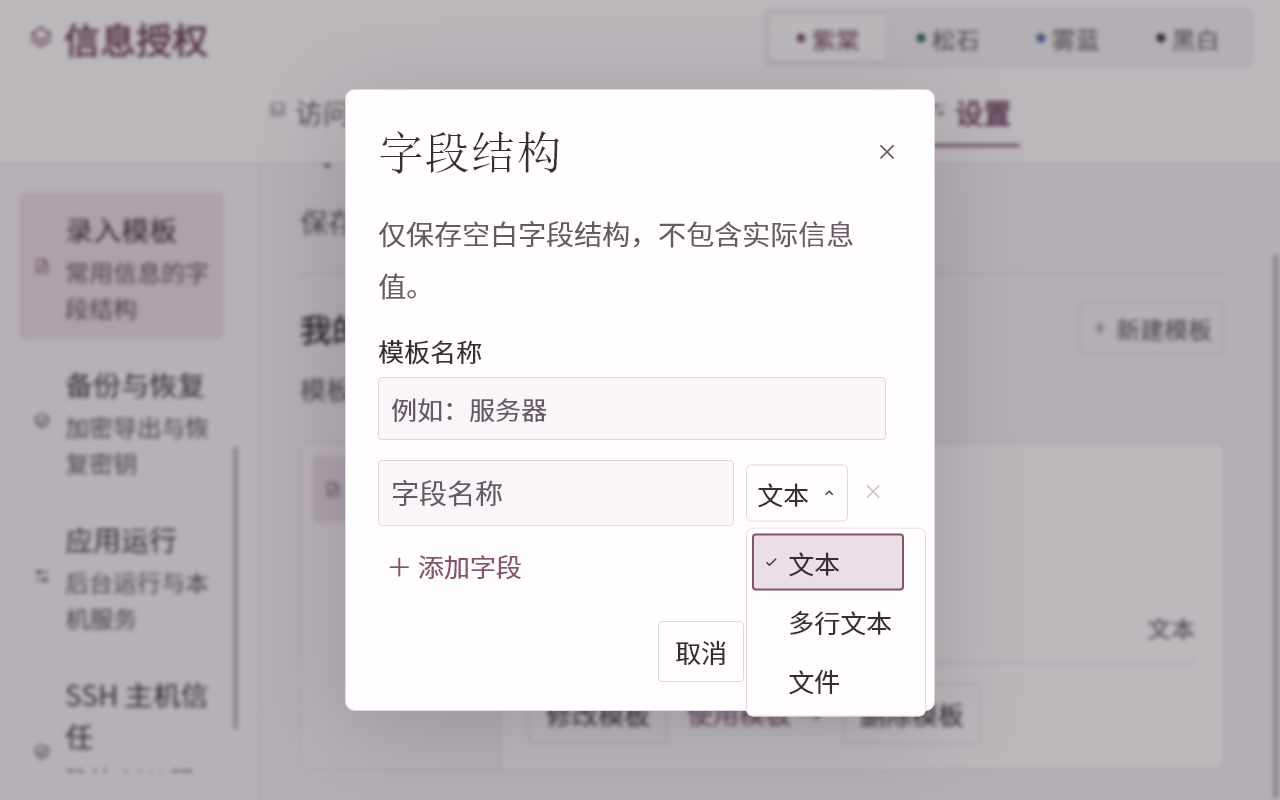 信息授权
紫棠
松石
雾蓝
黑白
访问
设置
字段结构
仅保存空白字段结构，不包含实际信息
值。
模板名称
例如：服务器
字段名称
文本
添加字段
文本
多行文本
文件
取消
录入模板
常用信息的字
段结构
备份与恢复
加密导出与恢
复密钥
应用运行
后台运行与本
机服务
SSH 主机信
任
保存
我的
新建模板
模板
文本
修改模板
使用模板
删除模板